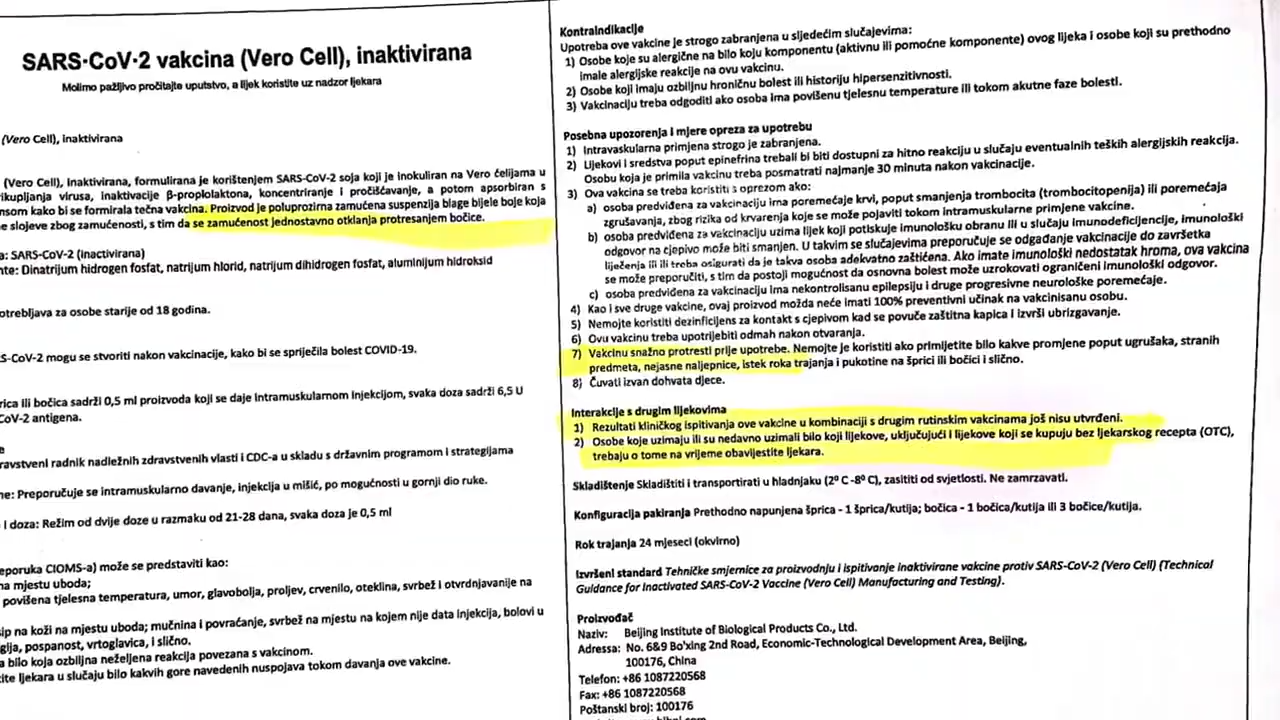 SARS-CoV-2 vakcina (Vero Cell), inaktivirana
Molimo pažljivo pročitajte uputstvo, a lijek koristite uz nadzor ljekara
(Vero Cell), inaktivirana
(Vero Cell), Inaktivirana, formulirana je korištenjem SARS-CoV-2 soja koji je inokuliran na Vero ćelijama u
ikupljanja virusa, inaktivacije β-proplolaktona, koncentriranje i pročišćavanje, a potom apsorbiran s
nsom kako bi se formirala tečna vakcina. Proizvod je poluprozirna zamućena suspenzija blage bijele boje koja
e slojeve zbog zamućenosti, s tim da se zamućenost jednostavno otklanja protresanjem bočice.
a: SARS-CoV-2 (inactivirana)
nte: Dinatrijum hidrogen fosfat, natrijum hlorid, natrijum dihidrogen fosfat, aluminijum hidroksid
otrebljava za osobe starije od 18 godina.
S-CoV-2 mogu se stvoriti nakon vakcinacije, kako bi se spriječila bolest COVID-19.
rica ili bočica sadrži 0,5 ml proizvoda koji se daje Intramuskularnom Injekcijom, svaka doza sadrži 6,5 U
CoV-2 antigena.
e
ravstveni radnik nadležnih zdravstvenih vlasti i CDC-a u skladu s državnim programom i strategijama
ne: Preporučuje se intramuskularno davanje, injekcija u mišić, po mogućnosti u gornji dio ruke.
I doza: Režim od dvije doze u razmaku od 21-28 dana, svaka doza je 0,5 ml
eporuka CIOMS-a) može se predstaviti kao:
na mjestu uboda;
povišena tjelesna temperatura, umor, glavobolja, proljev, crvenilo, oteklina, svrbež i otvrdnjavanje na
sip na koži na mjestu uboda; mučnina i povraćanje, svrbež na mjestu na kojem nije data injekcija, bolovi u
gija, pospanost, vrtoglavica, i slično.
a bilo koja ozbiljna neželjena reakcija povezana s vakcinom.
ite ljekara u slučaju bilo kakvih gore navedenih nuspojava tokom davanja ove vakcine.
Kontraindikacije
Upotreba ove vakcine je strogo zabranjena u sljedećim slučajevima:
1) Osobe koje su alergične na bilo koju komponentu (aktivnu ili pomoćne komponente) ovog lijeka i osobe koji su prethodno
imale alergijske reakcije na ovu vakcinu.
2) Osobe koji imaju ozbiljnu hroničnu bolest ili historiju hipersenzitivnosti.
3) Vakcinaciju treba odgoditi ako osoba ima povišenu tjelesnu temperature ili tokom akutne faze bolesti.
Posebna upozorenja i mjere opreza za upotrebu
1) Intravaskularna primjena strogo je zabranjena.
2) Lijekovi i sredstva poput epinefrina trebali bi biti dostupni za hitno reakciju u slučaju eventualnih teških alergijskih reakcija.
Osobu koja je primila vakcinu treba posmatrati najmanje 30 minuta nakon vakcinacije.
3) Ova vakcina se treba koristiti s oprezom ako:
a) osoba predviđena za vakcinaciju ima poremećaje krvi, poput smanjenja trombocita (trombocitopenija) ili poremećaja
zgrušavanja, zbog rizika od krvarenja koje se može pojaviti tokom intramuskularne primjene vakcine.
b) osoba predviđena za vakcinaciju uzima lijek koji potiskuje imunološku obranu ili u slučaju imunodeficijencije, imunološki
odgovor na cjepivo može biti smanjen. U takvim se slučajevima preporučuje se odgađanje vakcinacije do završetka
liječenja ili ili treba osigurati da je takva osoba adekvatno zaštićena. Ako imate imunološki nedostatak hroma, ova vakcina
se može preporučiti, s tim da postoji mogućnost da osnovna bolest može uzrokovati ograničeni imunološki odgovor.
c) osoba predviđena za vakcinaciju ima nekontrolisanu epilepsiju i druge progresivne neurološke poremećaje.
4) Kao i sve druge vakcine, ovaj proizvod možda neće imati 100% preventivni učinak na vakcinisanu osobu.
5) Nemojte koristiti dezinficijens za kontakt s cjepivom kad se povuče zaštitna kapica i izvrši ubrizgavanje.
6) Ovu vakcinu treba upotrijebiti odmah nakon otvaranja.
7) Vakcinu snažno protresti prije upotrebe. Nemojte je koristiti ako primijetite bilo kakve promjene poput ugrušaka, stranih
predmeta, nejasne naljepnice, istek roka trajanja i pukotine na šprici ili bočici i slično.
8) Čuvati izvan dohvata djece.
Interakcije s drugim lijekovima
1) Rezultati kliničkog ispitivanja ove vakcine u kombinaciji s drugim rutinskim vakcinama još nisu utvrđeni.
2) Osobe koje uzimaju ili su nedavno uzimali bilo koji lijekove, uključujući i lijekove koji se kupuju bez ljekarskog recepta (OTC),
trebaju o tome na vrijeme obavijestite ljekara.
Skladištenje Skladištiti i transportirati u hladnjaku (2⁰ C -8⁰ C), zasititi od svjetlosti. Ne zamrzavati.
Konfiguracija pakiranja Prethodno napunjena šprica - 1 šprica/kutija; bočica - 1 bočica/kutija ili 3 bočice/kutija.
Rok trajanja 24 mjeseci (okvirno)
Izvršeni standard Tehničke smjernice za proizvodnju i ispitivanje inaktivirane vakcine protiv SARS-CoV-2 (Vero Cell) (Technical
Guidance for Inactivated SARS-CoV-2 Vaccine (Vero Cell) Manufacturing and Testing).
Proizvođač
Naziv: Beijing Institute of Biological Products Co., Ltd.
Adressa: No. 6&9 Bo'xing 2nd Road, Economic-Technological Development Area, Beijing,
100176, China
Telefon: +86 1087220568
Fax: +86 1087220568
Poštanski broj: 100176